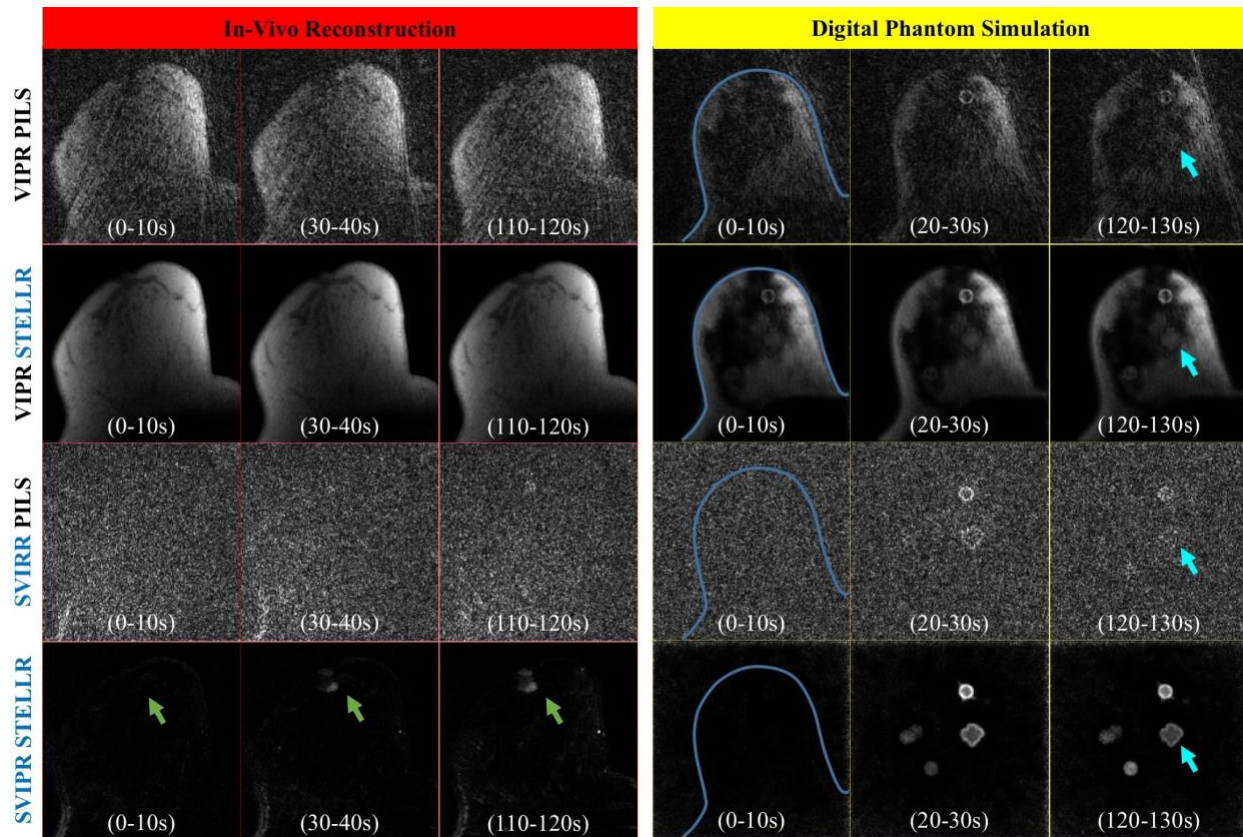 In-Vivo Reconstruction
Digital Phantom Simulation
VIPR PILS
(0-10s)
(30-40s)
(110-120s)
(0-10s)
(20-30s)
(120-130s)
VIPR STELLR
(0-10s)
(30-40s)
(110-120s)
(0-10s)
(20-30s)
(120-130s)
SVIRR PILS
(0-10s)
(30-40s)
(110-120s)
(0-10s)
(20-30s)
(120-130s)
SVIPR STELLR
(0-10s)
(30-40s)
(110-120s)
(0-10s)
(20-30s)
(120-130s)